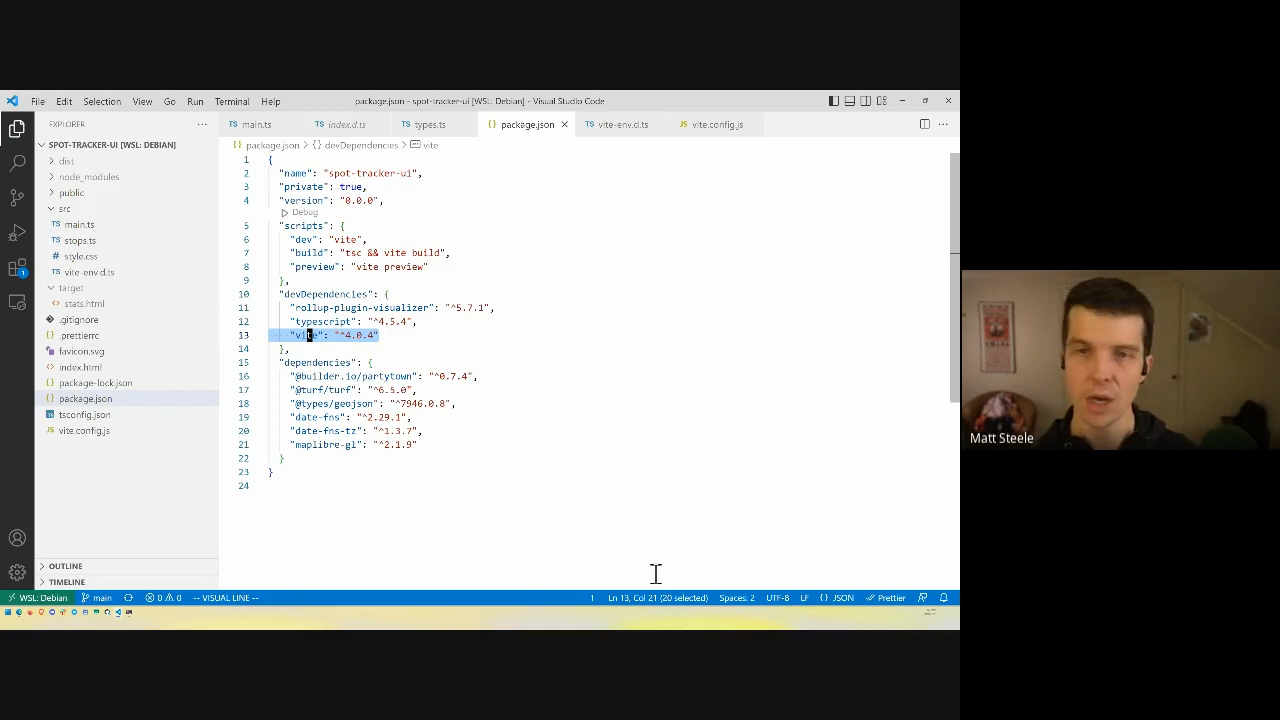 File Edit Selection View Go Run Terminal Help
package.json - spot-tracker-ui [WSL: Debian] - Visual Studio Code
EXPLORER
main.ts index.d.ts types.ts package.json vite-env.d.ts vite.config.js
SPOT-TRACKER-UI [WSL: DEBIAN]
dist
node_modules
public
src
TS main.ts
TS stops.ts
# style.css
TS vite-env.d.ts
target
stats.html
.gitignore
.prettierrc
favicon.svg
index.html
package-lock.json
package.json
tsconfig.json
vite.config.js
OUTLINE
TIMELINE
package.json > {} devDependencies > vite
1 {
2 "name": "spot-tracker-ui",
3 "private": true,
4 "version": "0.0.0",
Debug
5 "scripts": {
6 "dev": "vite",
7 "build": "tsc && vite build",
8 "preview": "vite preview"
9 },
10 "devDependencies": {
11 "rollup-plugin-visualizer": "^5.7.1",
12 "typescript": "^4.5.4",
13 "vite": "^4.0.4"
14 },
15 "dependencies": {
16 "@builder.io/partytown": "^0.7.4",
17 "@turf/turf": "^6.5.0",
18 "@types/geojson": "^7946.0.8",
19 "date-fns": "^2.29.1",
20 "date-fns-tz": "^1.3.7",
21 "maplibre-gl": "^2.1.9"
22 }
23 }
24
Matt Steele
WSL: Debian main 0 0 -- VISUAL LINE -- 1 Ln 13, Col 21 (20 selected) Spaces: 2 UTF-8 LF {} JSON Prettier